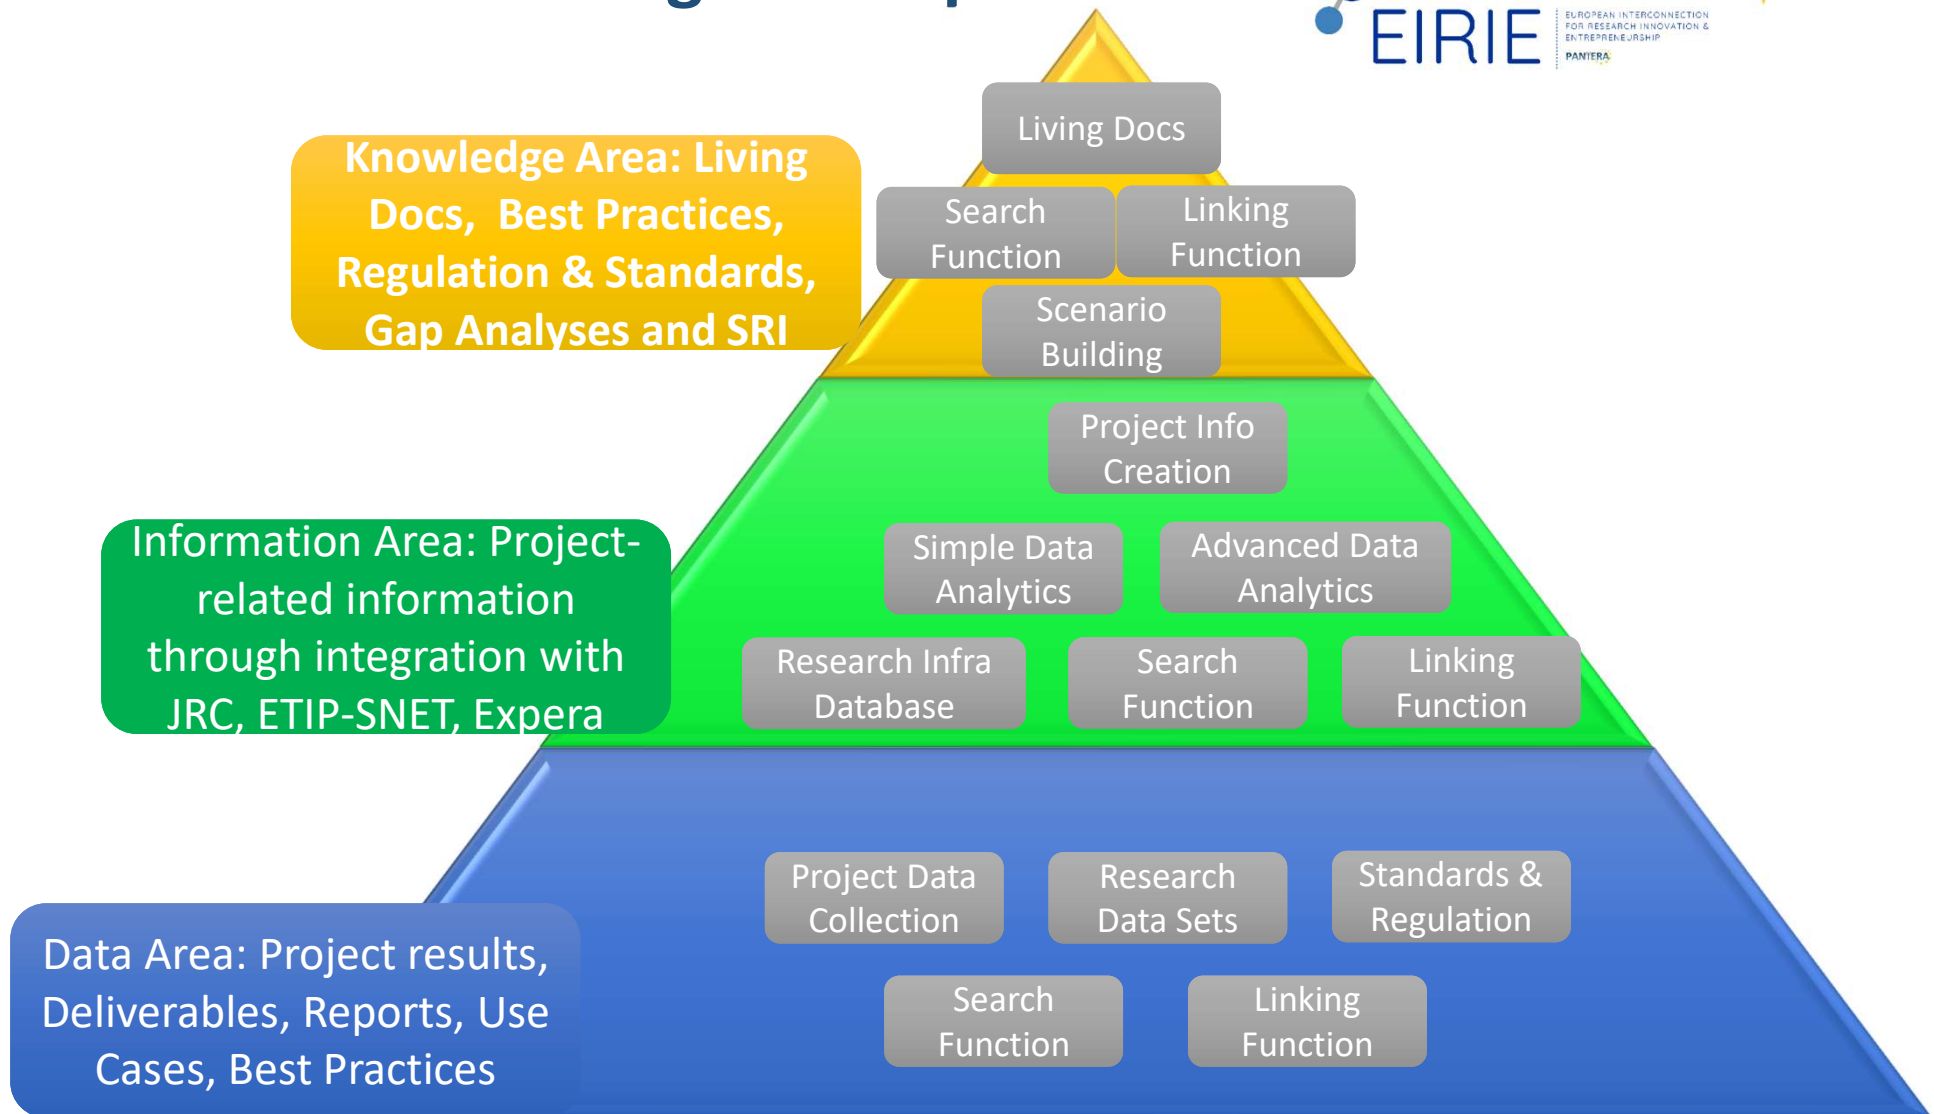 EIRIE
EUROPEAN INTERCONNECTION
FOR RESEARCH INNOVATION &
ENTREPRENEURSHIP
PANTERA
Living Docs
Knowledge Area: Living
Docs, Best Practices,
Regulation & Standards,
Gap Analyses and SRI
Search
Function
Linking
Function
Scenario
Building
Project Info
Creation
Information Area: Project-
related information
through integration with
JRC, ETIP-SNET, Expera
Simple Data
Analytics
Advanced Data
Analytics
Research Infra
Database
Search
Function
Linking
Function
Project Data
Collection
Research
Data Sets
Standards &
Regulation
Data Area: Project results,
Deliverables, Reports, Use
Cases, Best Practices
Search
Function
Linking
Function